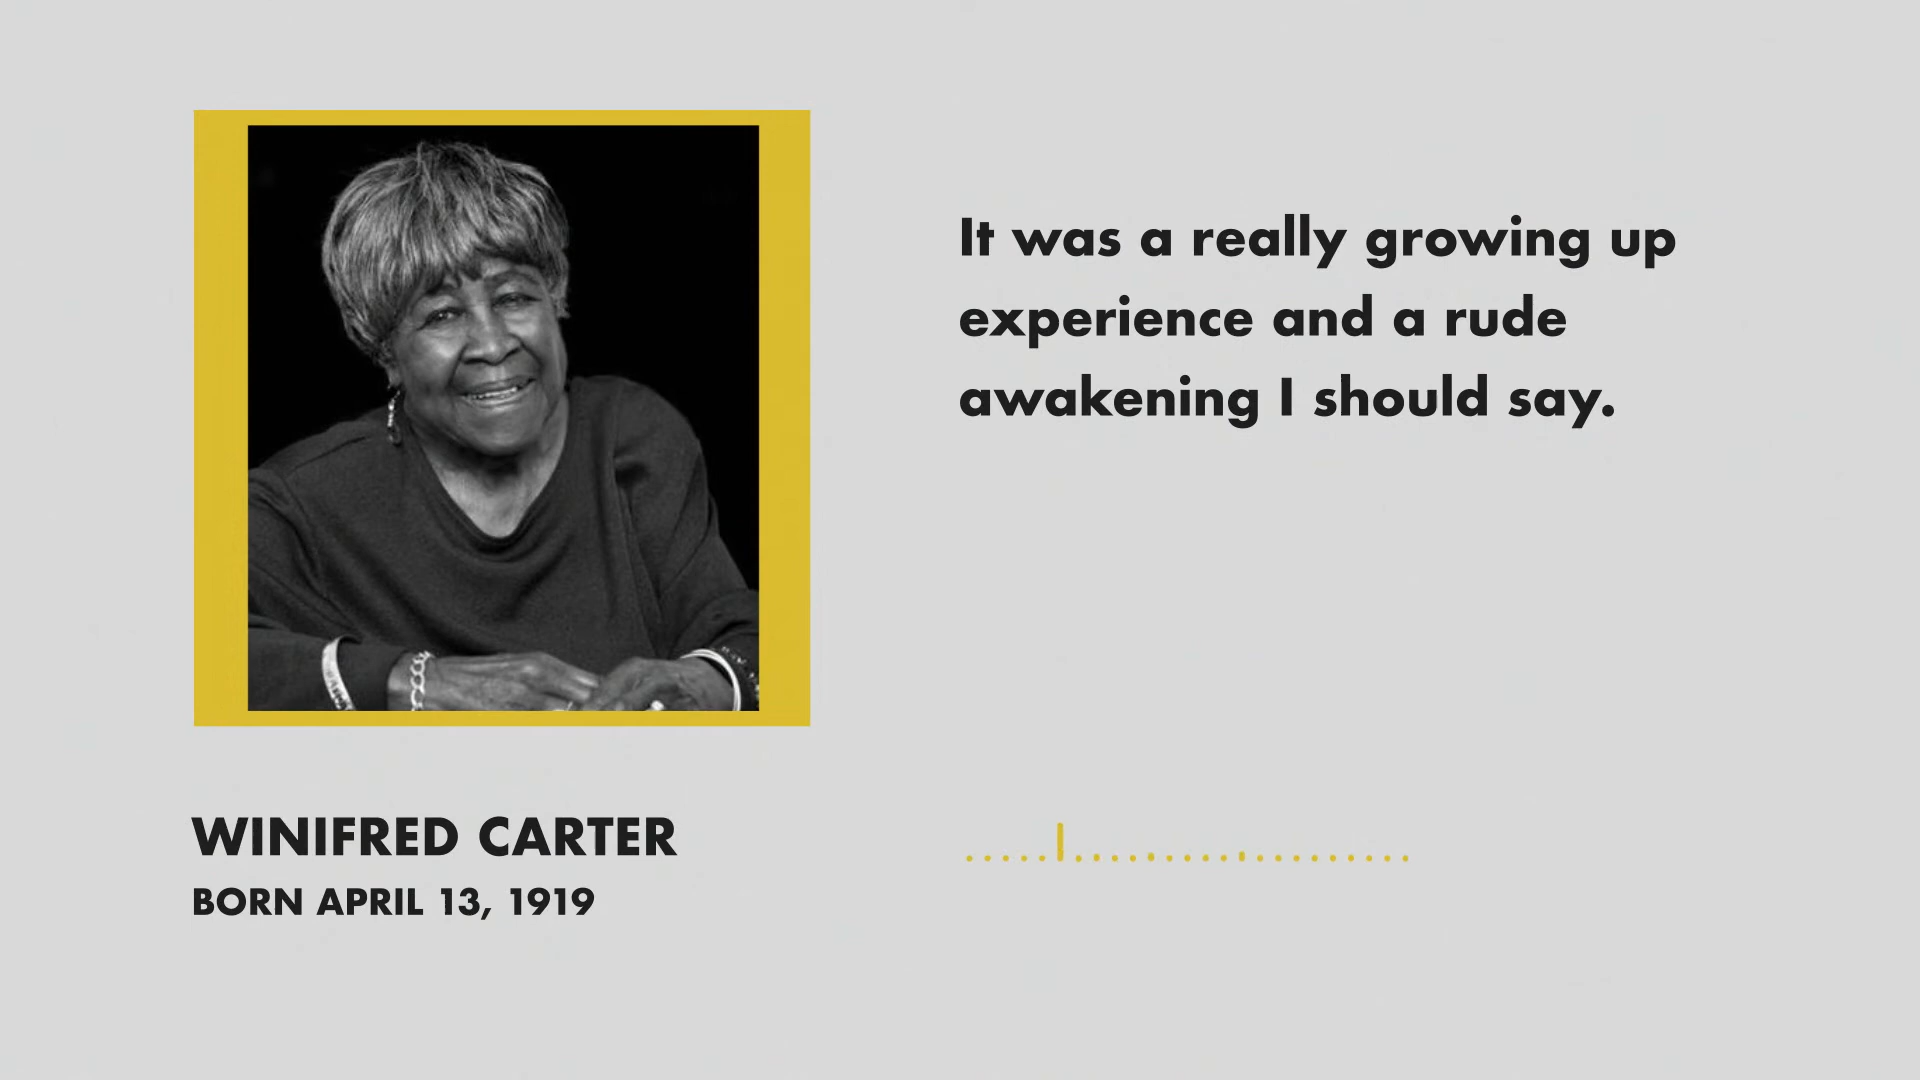 It was a really growing up
experience and a rude
awakening I should say.
WINIFRED CARTER
BORN APRIL 13, 1919